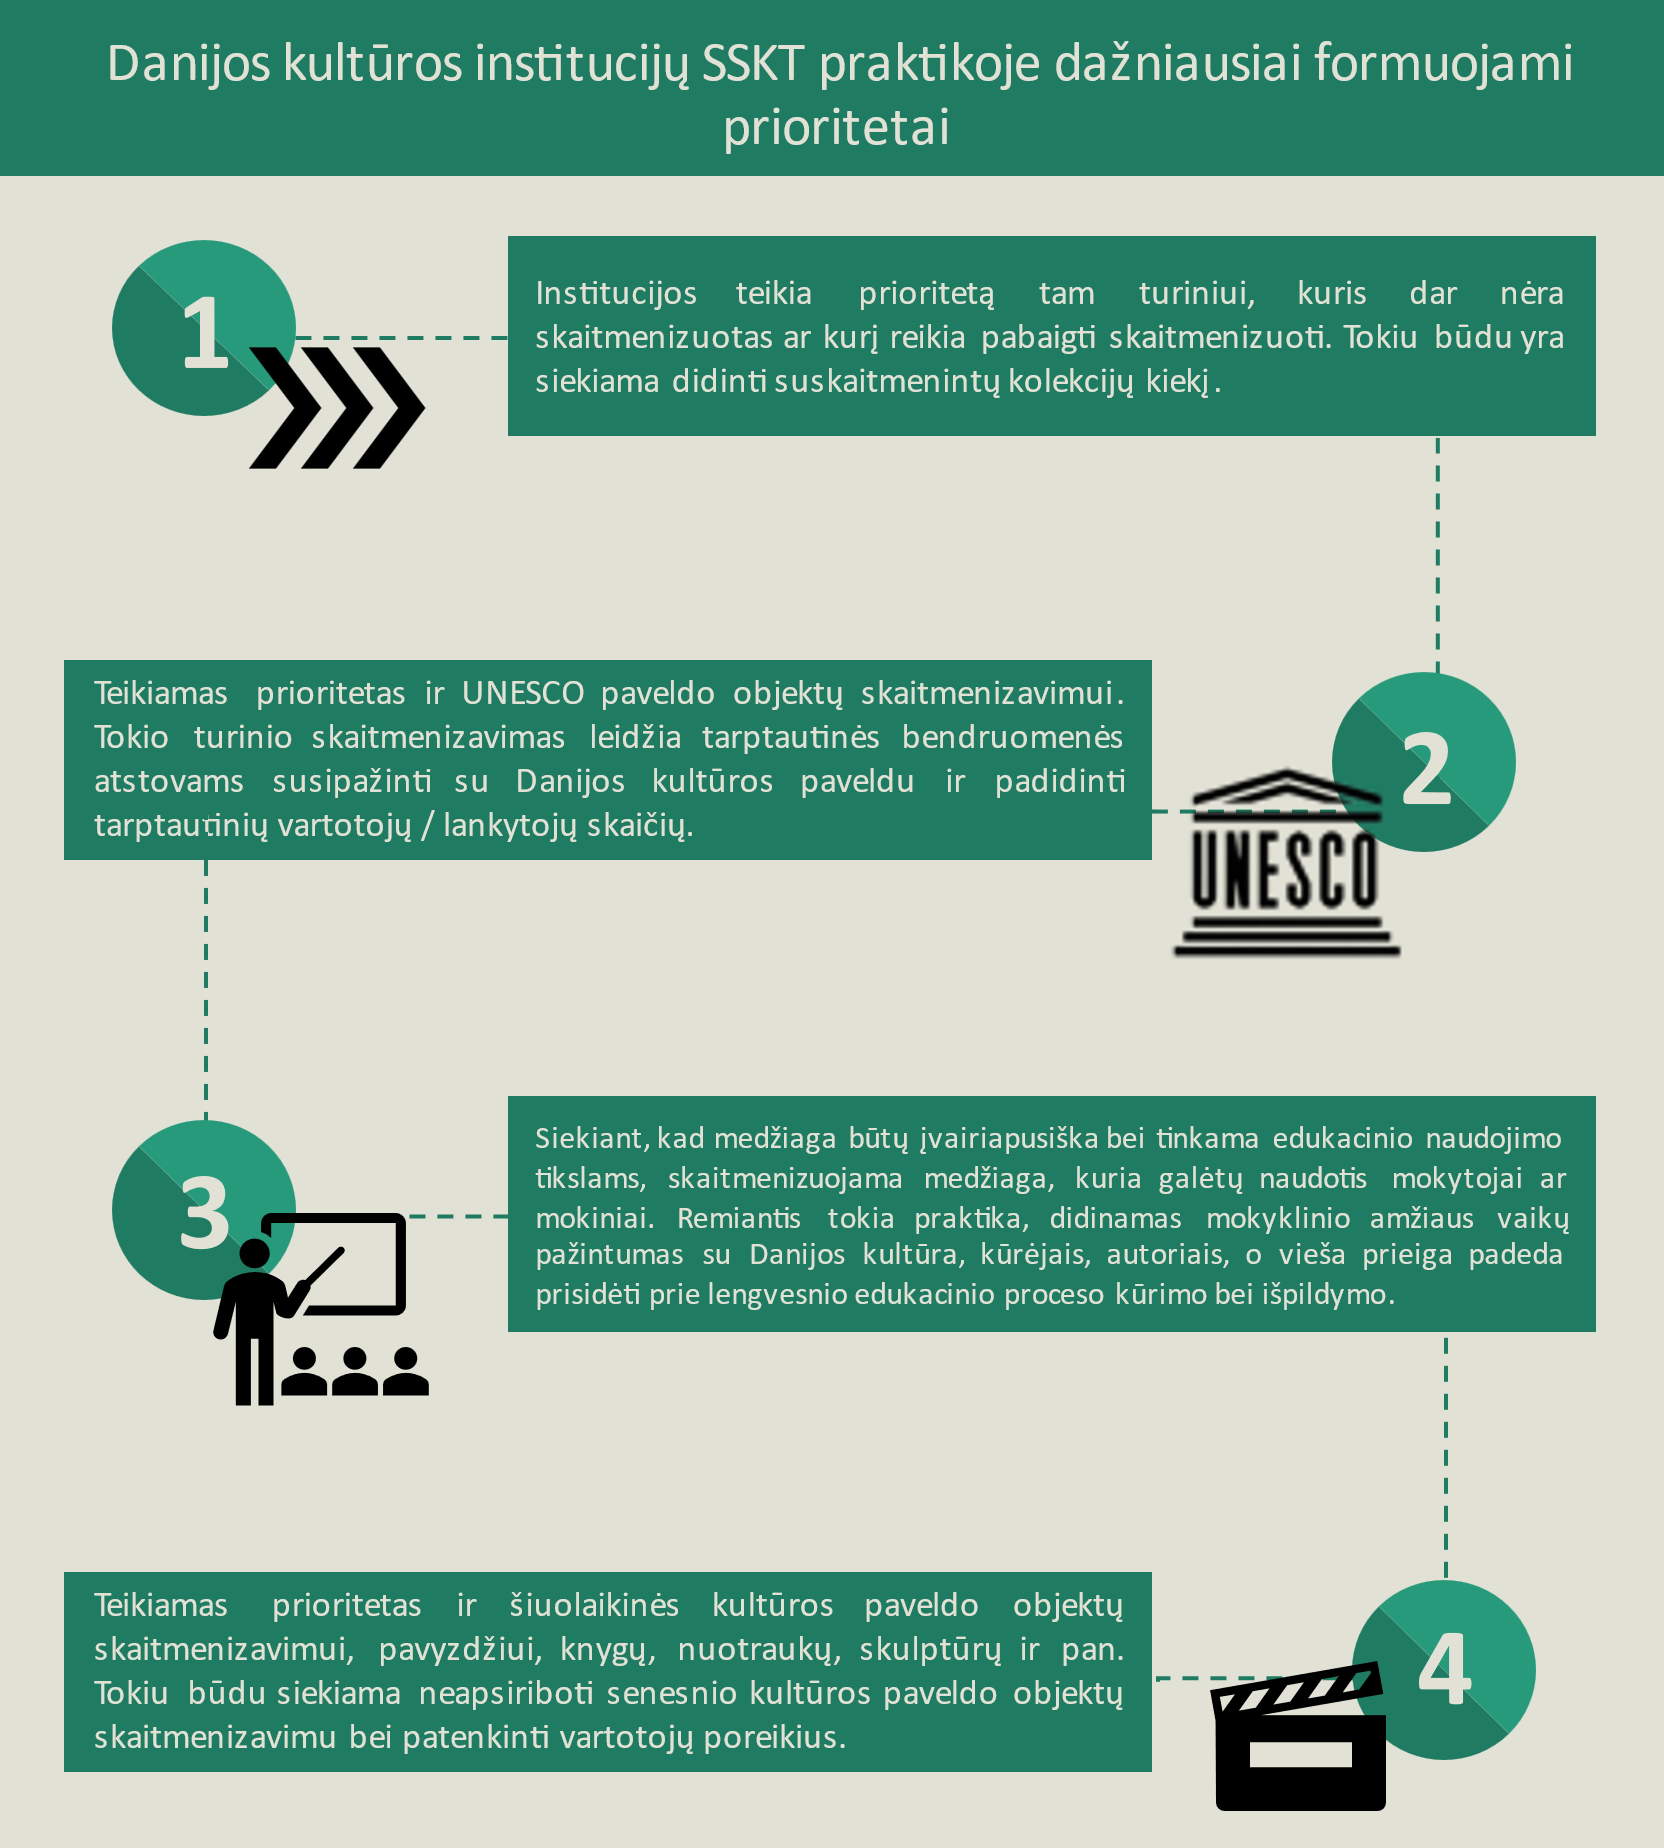 Danijos kultūros institucijų SSKT praktikoje dažniausiai formuojami
prioritetai
1
Institucijos teikia prioritetą tam turiniui, kuris dar nėra
skaitmenizuotas ar kurį reikia pabaigti skaitmenizuoti. Tokiu būdu yra
siekiama didinti suskaitmenintų kolekcijų kiekį.
Teikiamas prioritetas ir UNESCO paveldo objektų skaitmenizavimui.
Tokio turinio skaitmenizavimas leidžia tarptautinės bendruomenės
atstovams susipažinti su Danijos kultūros paveldu ir padidinti
tarptautinių vartotojų / lankytojų skaičių.
2
UNESCO
3
Siekiant, kad medžiaga būtų įvairiapusiška bei tinkama edukacinio naudojimo
tikslams, skaitmenizuojama medžiaga, kuria galėtų naudotis mokytojai ar
mokiniai. Remiantis tokia praktika, didinamas mokyklinio amžiaus vaikų
pažintumas su Danijos kultūra, kūrėjais, autoriais, o vieša prieiga padeda
prisidėti prie lengvesnio edukacinio proceso kūrimo bei išpildymo.
Teikiamas prioritetas ir šiuolaikinės kultūros paveldo objektų
skaitmenizavimui, pavyzdžiui, knygų, nuotraukų, skulptūrų ir pan.
Tokiu būdu siekiama neapsiriboti senesnio kultūros paveldo objektų
skaitmenizavimu bei patenkinti vartotojų poreikius.
4